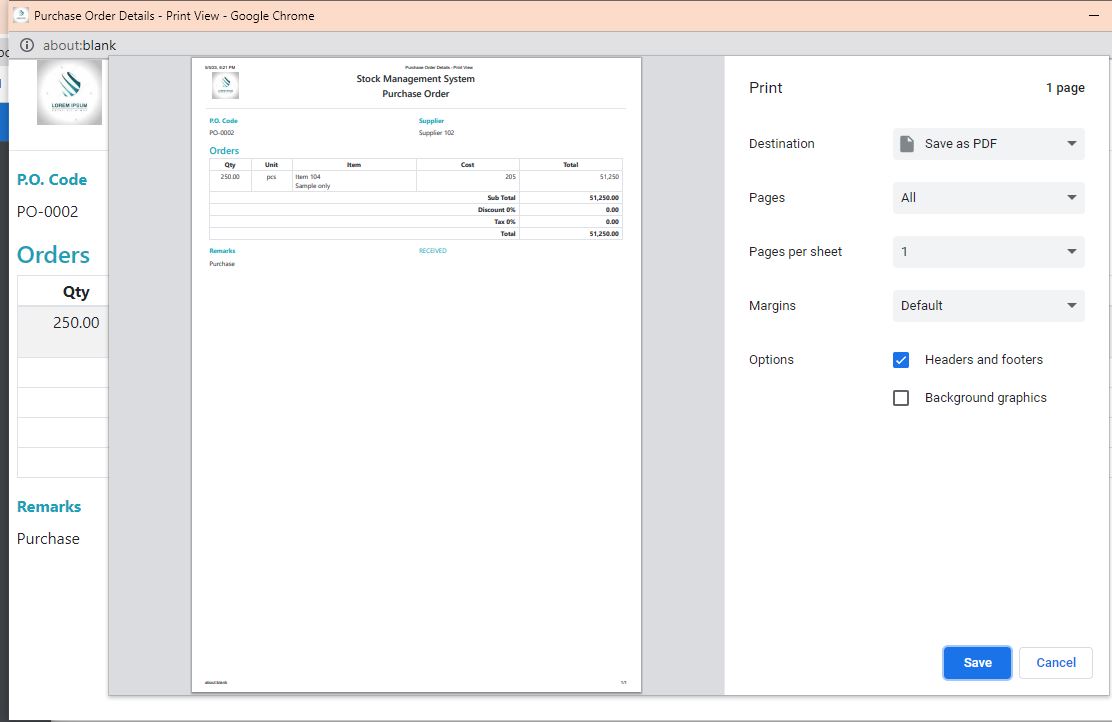 Purchase Order Details - Print View - Google Chrome
about:blank
LOREM IPSUM
P.O. Code
PO-0002
Orders
Qty
250.00
Remarks
Purchase
Purchase Order Details - Print View
Stock Management System
Purchase Order
P.O. Code
Supplier
PO-0002
Supplier 102
Orders
Qty Unit Item Cost Total
250.00 pcs Item 104 205 51,250
Sample only
Sub Total 51,250.00
Discount 0% 0.00
Tax 0% 0.00
Total 51,250.00
Remarks
RECEIVED
Purchase
about:blank
1/1
Print
1 page
Destination
Save as PDF
Pages
All
Pages per sheet
1
Margins
Default
Options
Headers and footers
Background graphics
Save
Cancel